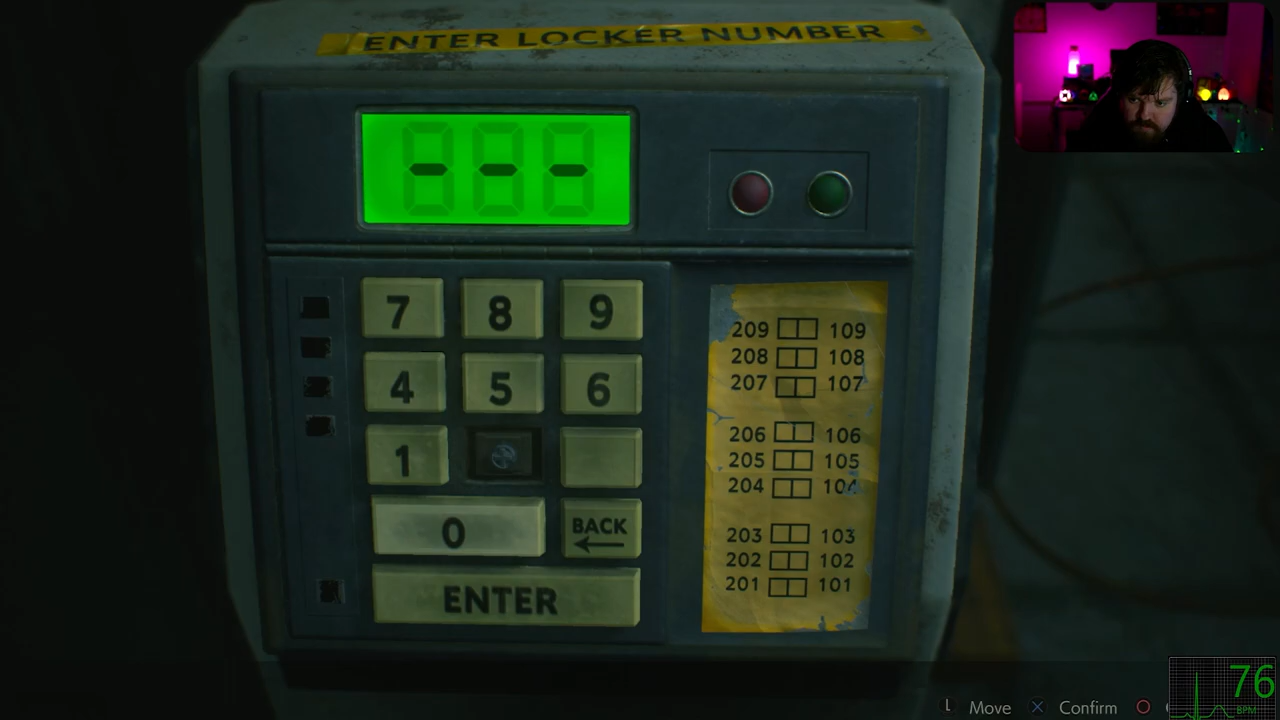 ENTER LOCKER NUMBER
- - -
7 8 9
4 5 6
1
0 BACK
ENTER
209 109
208 108
207 107
206 106
205 105
204 104
203 103
202 102
201 101
L Move X Confirm
76
BPM